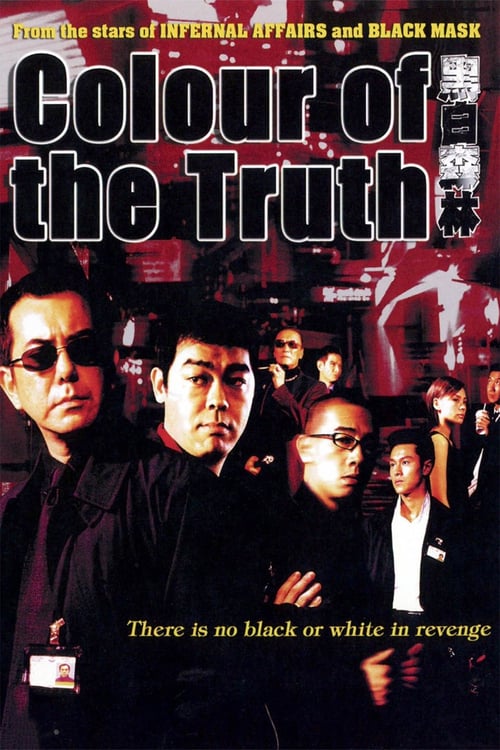 From the stars of INFERNAL AFFAIRS and BLACK MASK
Colour of
the Truth
黑白森林
There is no black or white in revenge